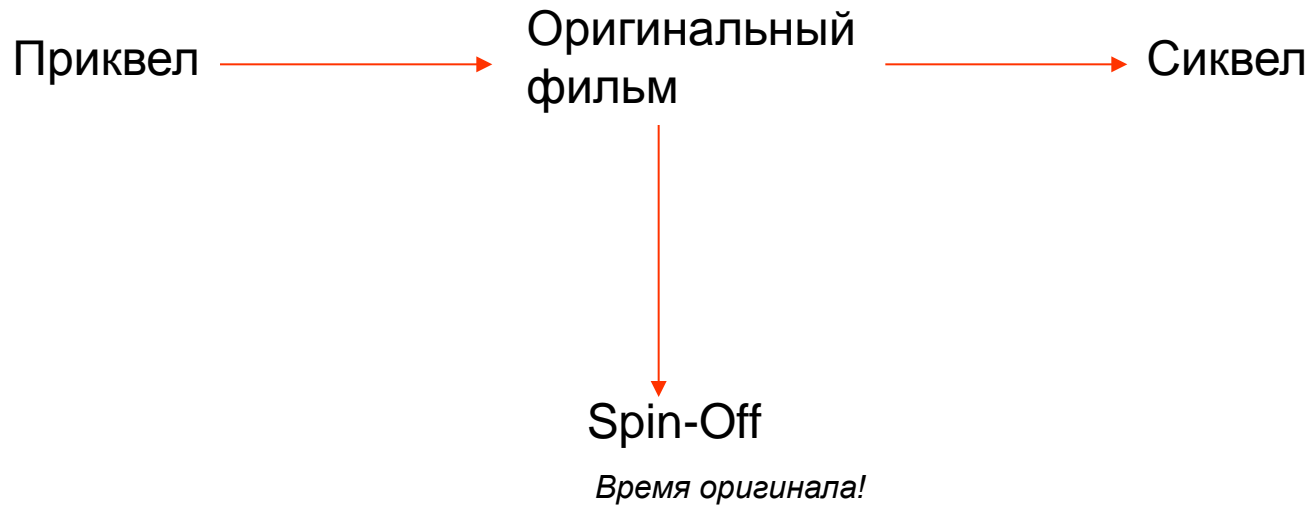 Приквел
Оригинальный
фильм
Сиквел
Spin-Off
Время оригинала!